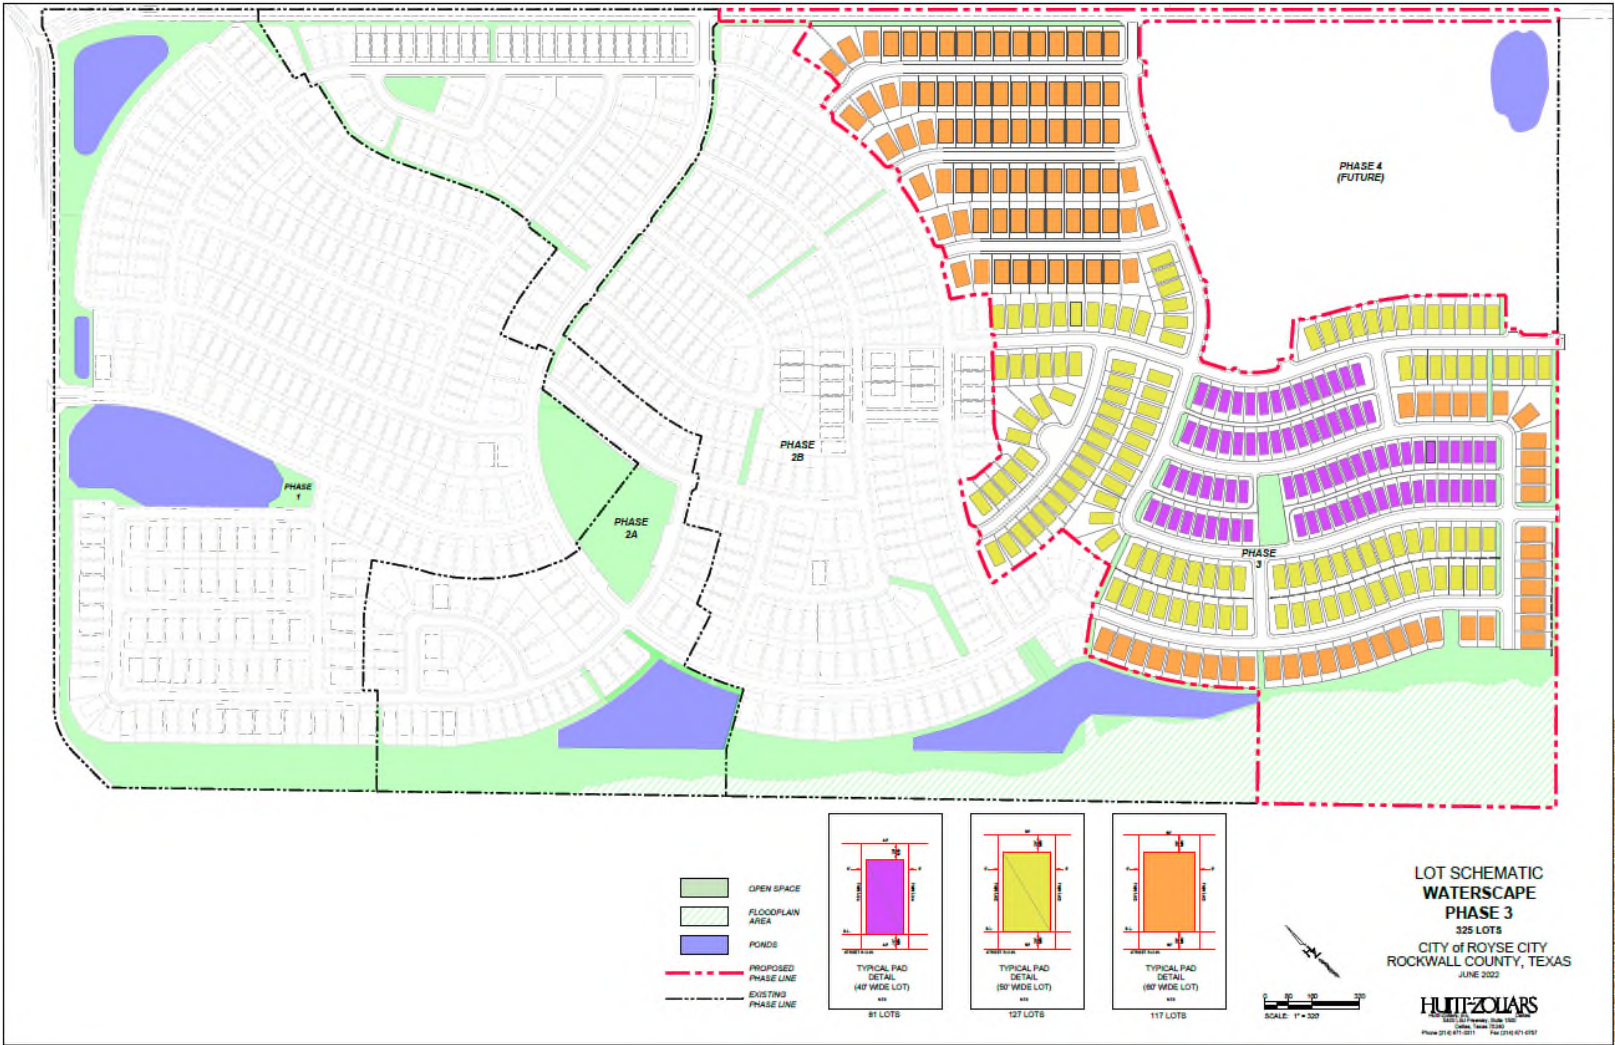 PHASE 4
(FUTURE)
PHASE
2B
PHASE
1
PHASE
2A
PHASE
3
OPEN SPACE
FLOODPLAIN
AREA
PONDS
PROPOSED
PHASE LINE
EXISTING
PHASE LINE
TYPICAL PAD
DETAIL
(40' WIDE LOT)
81 LOTS
TYPICAL PAD
DETAIL
(50' WIDE LOT)
127 LOTS
TYPICAL PAD
DETAIL
(60' WIDE LOT)
117 LOTS
SCALE: 1" = 320'
LOT SCHEMATIC
WATERSCAPE
PHASE 3
325 LOTS
CITY of ROYSE CITY
ROCKWALL COUNTY, TEXAS
JUNE 2022
HUITT-ZOLLARS